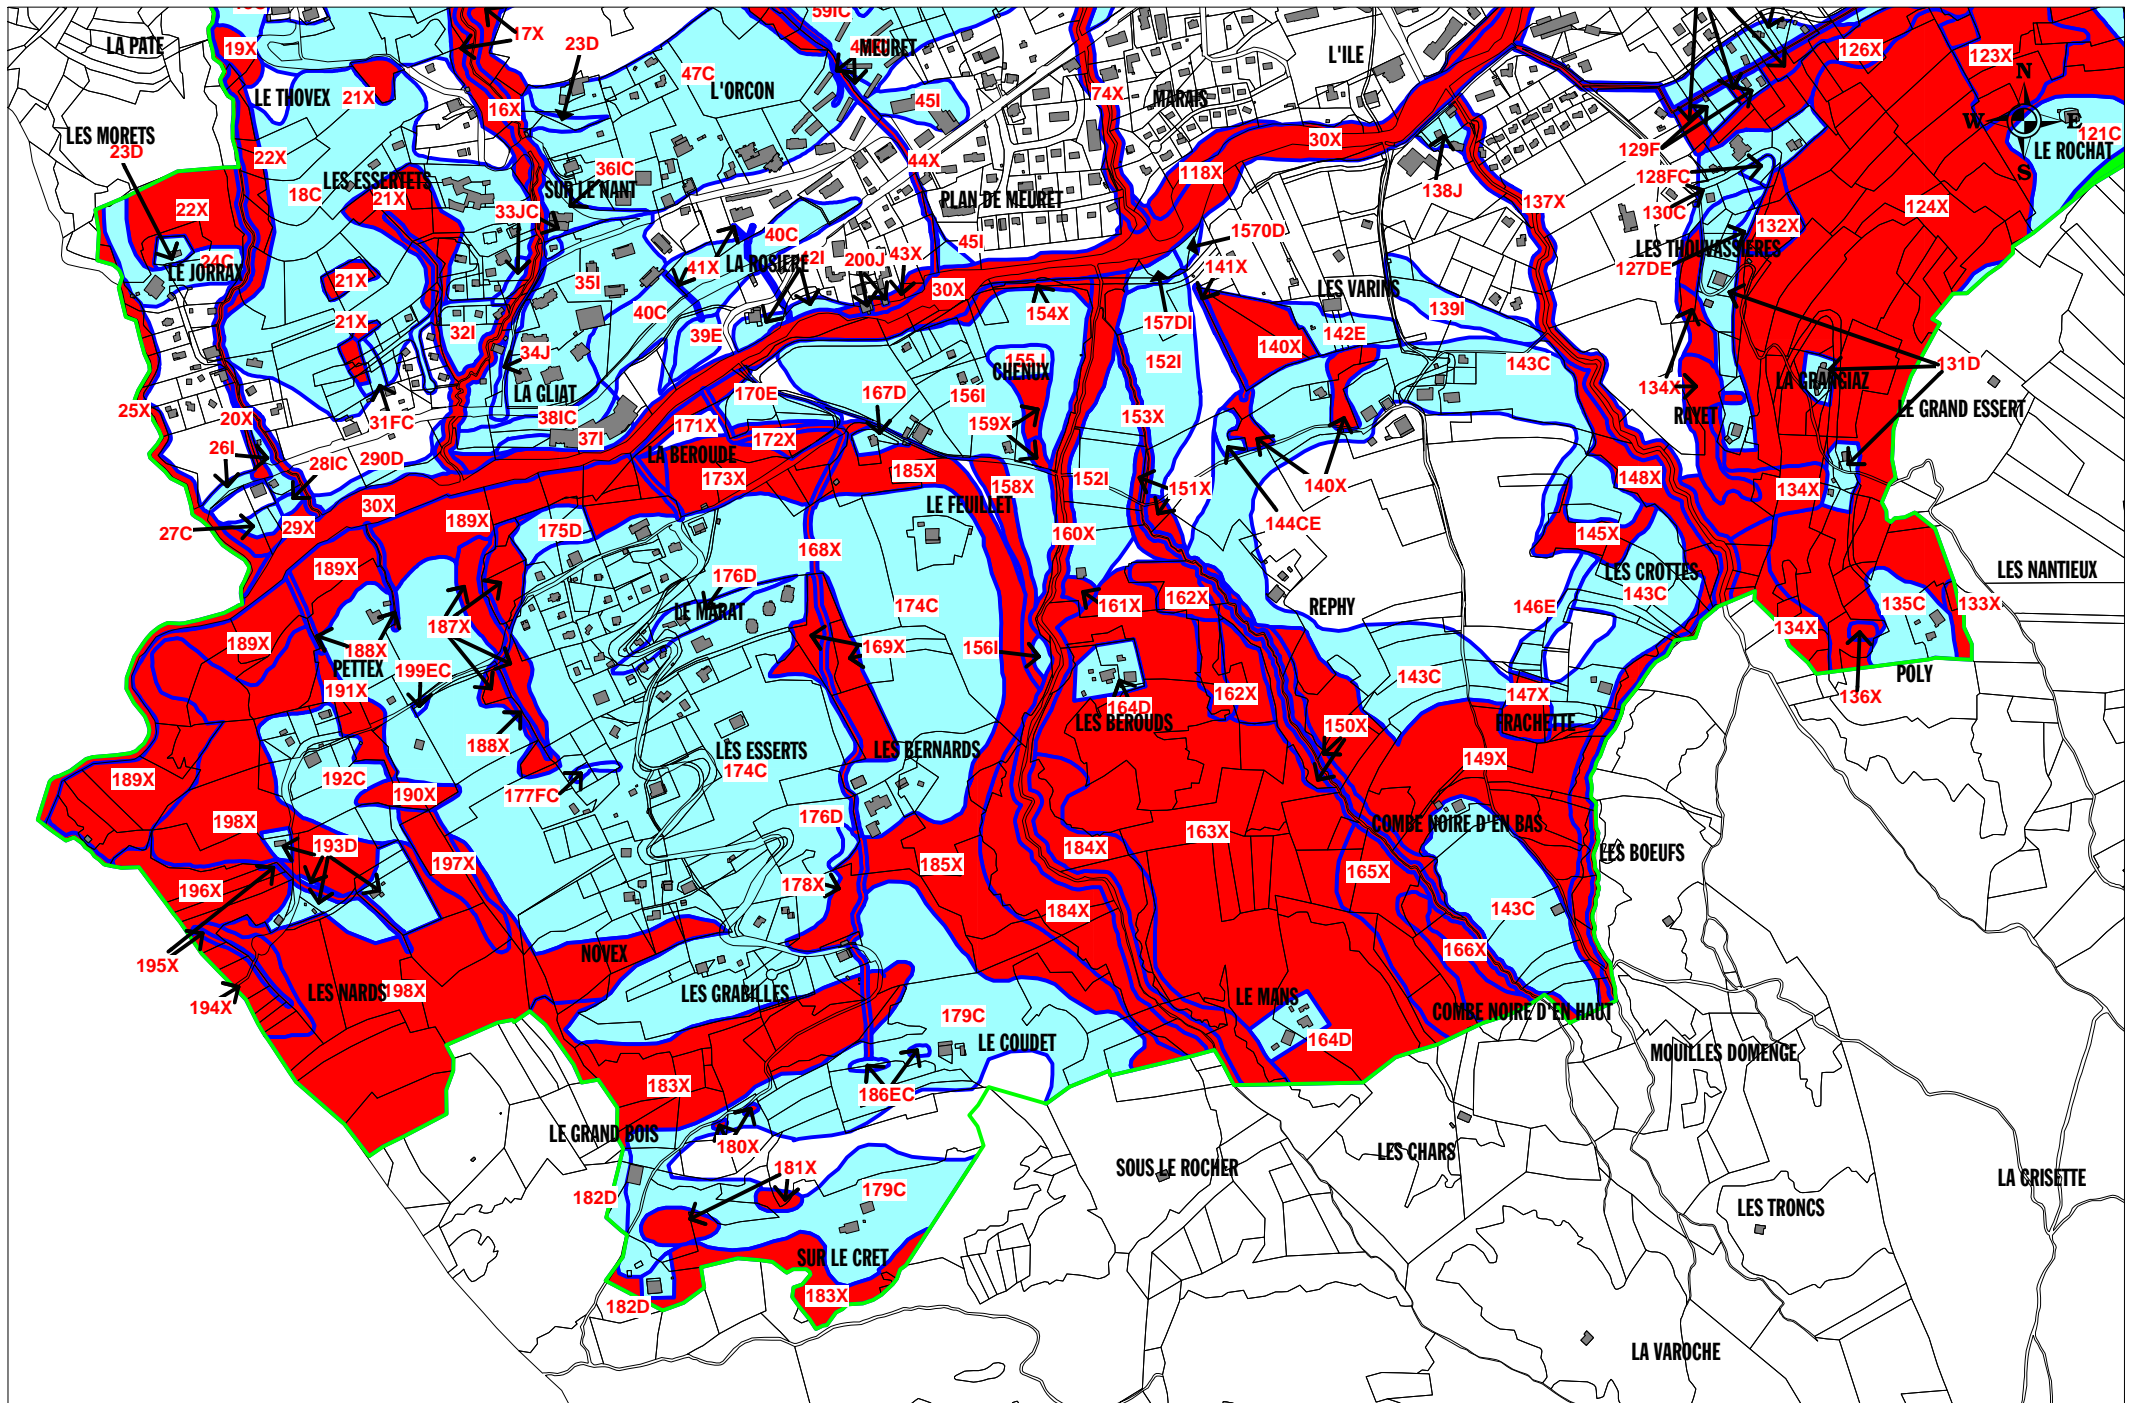 59IC
17X
LA PATE
19X
23D
MEURET
L'ILE
126X
123X
N
47C
L'ORCON
LE THOVEX
21X
16X
45I
74X
MARAIS
W
E
121C
LES MORETS
23D
22X
44X
30X
129F
LE ROCHAT
S
18C
LES ESSERTETS
21X
36IC
SUR LE NANT
118X
138J
128FC
137X
22X
33JC
PLAN DE MEURET
130C
124X
132X
40C
45I
1570D
LES THOUVASSIERES
24C
LE JORRAX
41X
LA ROSIERE
200J
43X
141X
127DE
21X
35I
30X
LES VARINS
40C
154X
139I
21X
32I
39E
157DI
142E
34J
155J
CHENUX
152I
140X
143C
131D
134X
LA GRANGIAZ
LA GLIAT
170E
167D
156I
25X
20X
31FC
38IC
159X
153X
RAYET
LE GRAND ESSERT
26I
37I
171X
172X
28IC
290D
LA BEROUDE
173X
185X
152I
148X
158X
151X
140X
134X
30X
LE FEUILLET
27C
29X
189X
175D
144CE
160X
145X
168X
189X
176D
LES CROTTES
LES NANTIEUX
143C
LE MARAT
174C
161X
162X
REPHY
146E
135C
133X
187X
134X
189X
188X
169X
156I
PETTEX
199EC
143C
POLY
191X
162X
147X
136X
164D
188X
LES BEROUDS
150X
FRACHETTE
LES ESSERTS
174C
LES BERNARDS
149X
189X
192C
190X
177FC
176D
198X
163X
COMBE NOIRE D'EN BAS
193D
184X
LES BOEUFS
197X
185X
165X
196X
178X
184X
143C
166X
NOVEX
195X
LES NARDS
198X
LES GRABILLES
LE MANS
194X
COMBE NOIRE D'EN HAUT
179C
LE COUDET
164D
MOUILLES DOMENGE
183X
186EC
LE GRAND BOIS
180X
LES CHARS
181X
SOUS LE ROCHER
LA CRISETTE
182D
179C
LES TRONCS
SUR LE CRET
183X
182D
LA VAROCHE